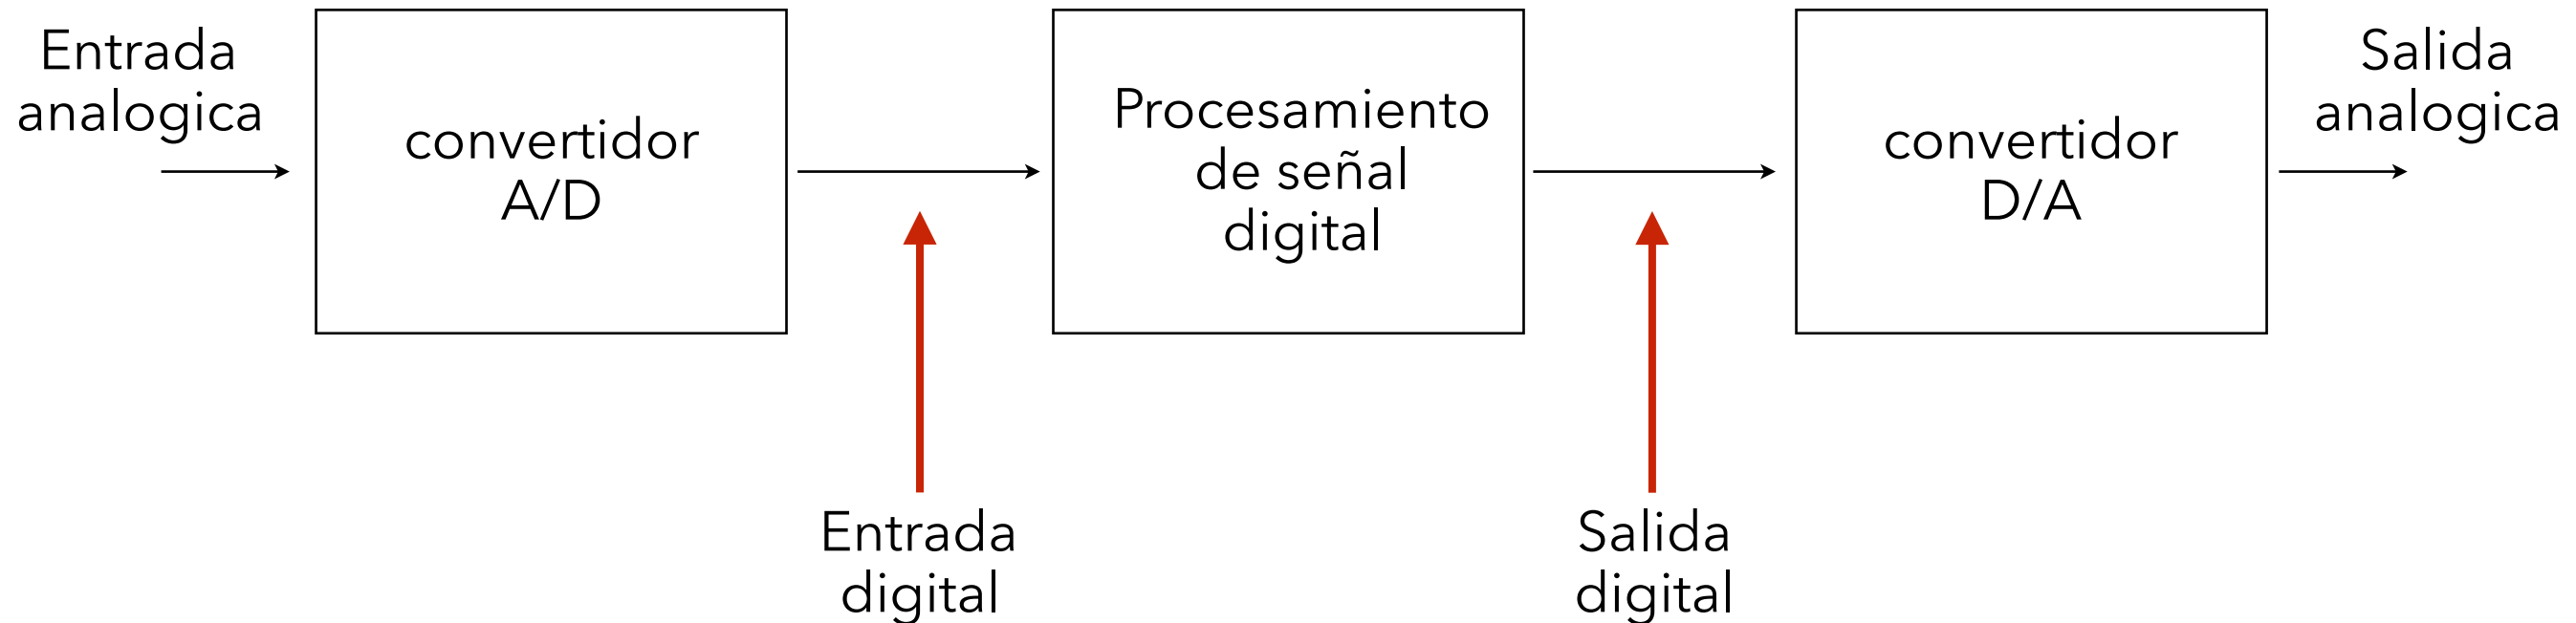 Entrada
analogica
convertidor
A/D
Procesamiento
de señal
digital
convertidor
D/A
Salida
analogica
Entrada
digital
Salida
digital